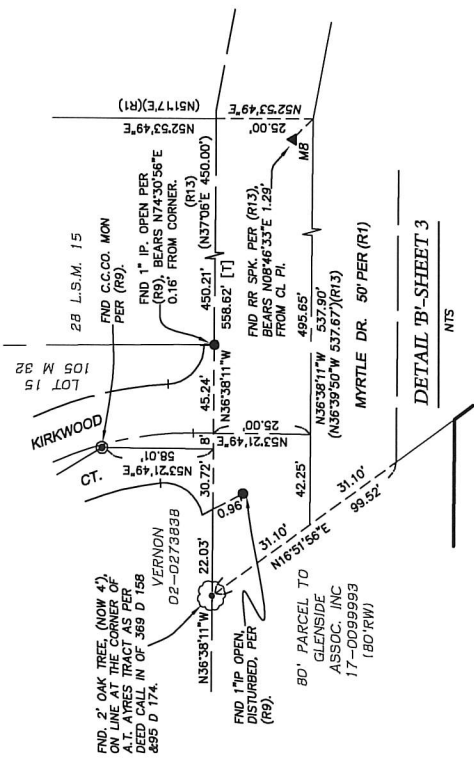 FND. 2' OAK TREE, (NOW 4'),
ON LINE AT THE CORNER OF
A.T. AYRES TRACT AS PER
DEED CALL IN OF 369 D 158
&95 D 174.
KIRKWOOD
CT.
LOT 15
105 M 32
28 L.S.M. 15
FND C.C.CO. MON
PER (R9).
FND 1" IP. OPEN PER
(R9), BEARS N74°30'56"E
0.16' FROM CORNER.
VERNON
02-0273838
N53°21'49"E
58.01'
N36°38'11"W
22.03'
30.72'
8'
45.24'
450.21'
(R13)
(N37°06'E 450.00')
N36°38'11"W
558.62' [T]
N52°53'49"E
(N51°17'E)(R1)
0.96'
FND 1"IP OPEN,
DISTURBED, PER
(R9).
N53°21'49"E
25.00'
FND RR SPK. PER (R13),
BEARS N08°46'33"E 1.29'
FROM CL PI.
M8
N52°53'49"E
25.00'
42.25'
495.65'
N36°38'11"W 537.90'
(N36°39'50"W 537.67')(R13)
31.10'
N16°51'56"E
31.10'
99.52'
MYRTLE DR. 50' PER (R1)
80' PARCEL TO
GLENSIDE
ASSOC. INC
17-0099993
(80'RW)
DETAIL 'B'-SHEET 3
NTS